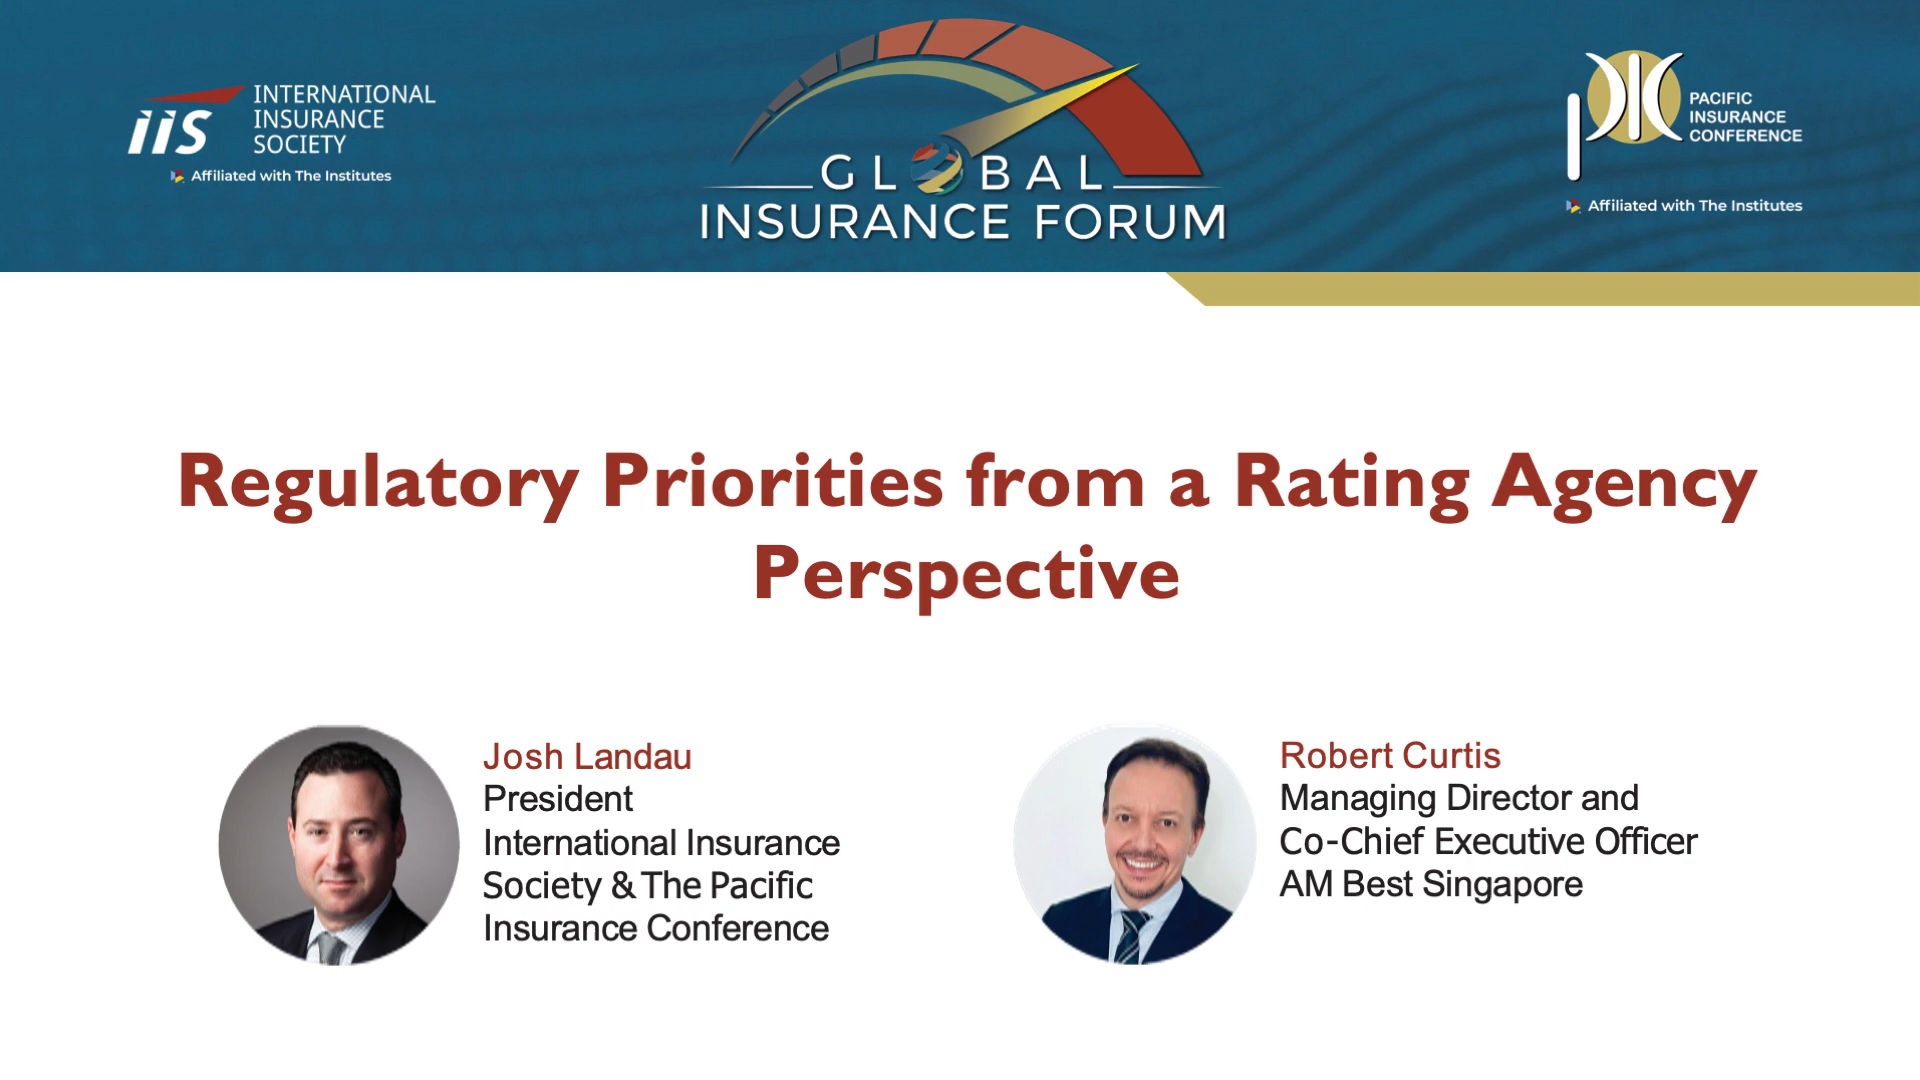 INTERNATIONAL
INSURANCE
SOCIETY
Affiliated with The Institutes
GLOBAL
INSURANCE FORUM
PACIFIC
INSURANCE
CONFERENCE
Affiliated with The Institutes
iis
pic
Regulatory Priorities from a Rating Agency
Perspective
Josh Landau
President
International Insurance
Society & The Pacific
Insurance Conference
Robert Curtis
Managing Director and
Co-Chief Executive Officer
AM Best Singapore